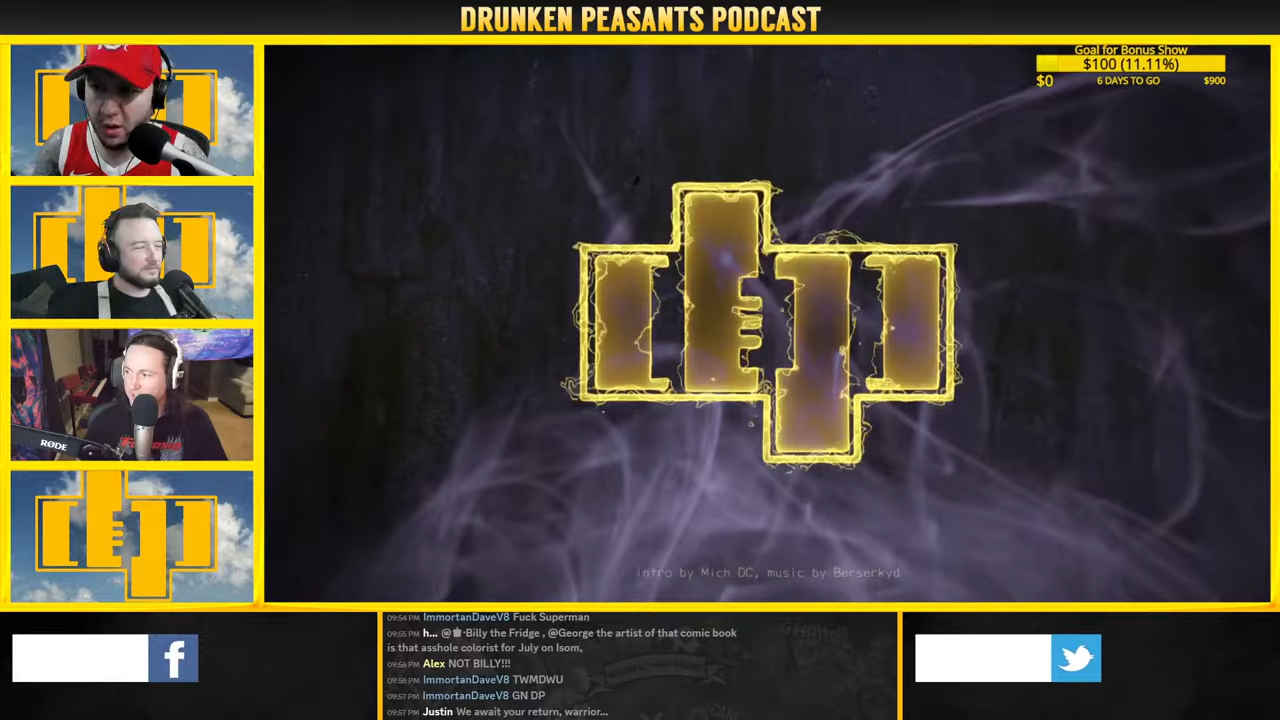 DRUNKEN PEASANTS PODCAST
Goal for Bonus Show
$100 (11.11%)
$0 6 DAYS TO GO $900
RØDE
intro by Mich DC, music by Berserkyd
09:54 PM ImmortanDaveV8 Fuck Superman
09:55 PM h... @Billy the Fridge , @George the artist of that comic book
is that asshole colorist for July on Isom,
09:56 PM Alex NOT BILLY!!!
09:56 PM ImmortanDaveV8 TWMDWU
09:57 PM ImmortanDaveV8 GN DP
09:57 PM Justin We await your return, warrior...